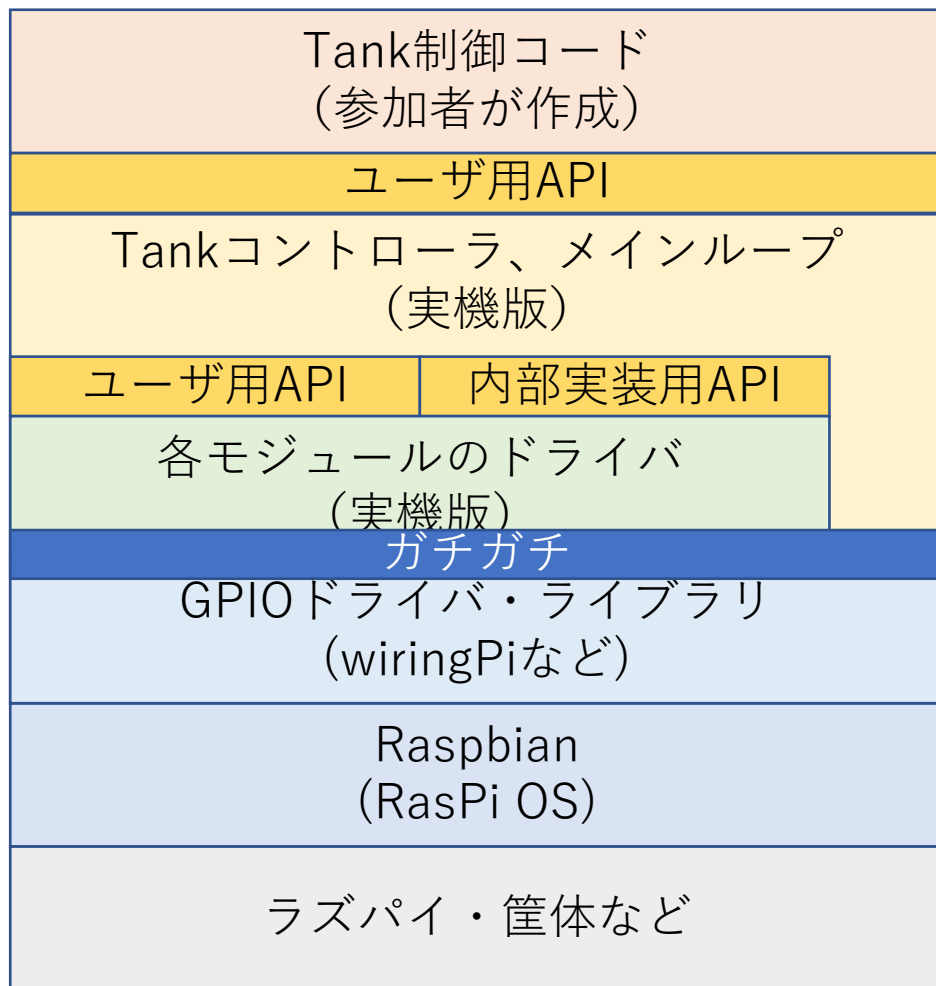 Tank制御コード
(参加者が作成)
ユーザ用API
Tankコントローラ、メインループ
(実機版)
ユーザ用API
内部実装用API
各モジュールのドライバ
(実機版)
ガチガチ
GPIOドライバ・ライブラリ
(wiringPiなど)
Raspbian
(RasPi OS)
ラズパイ・筐体など